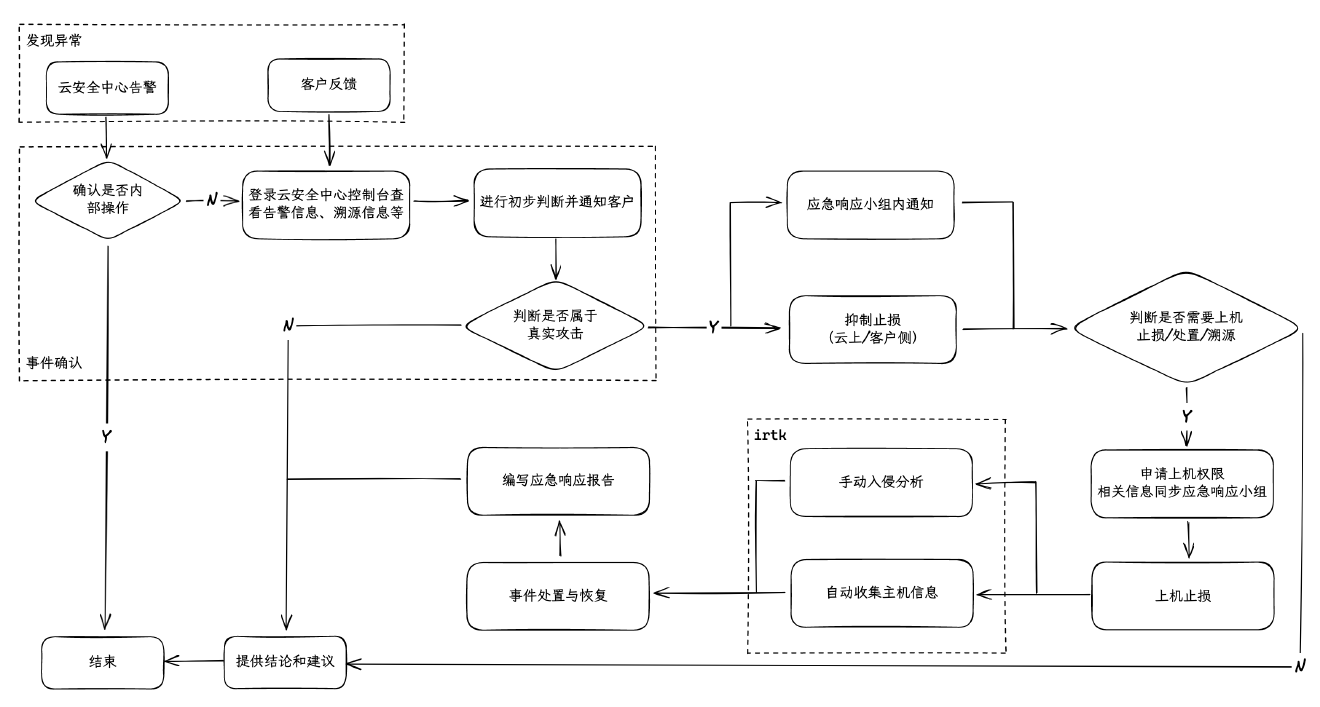 发现异常
云安全中心告警
客户反馈
确认是否内
部操作
N
登录云安全中心控制台查
看告警信息、溯源信息等
进行初步判断并通知客户
判断是否属于
真实攻击
N
Y
事件确认
Y
应急响应小组内通知
抑制止损
(云上/客户侧)
判断是否需要上机
止损/处置/溯源
Y
申请上机权限
相关信息同步应急响应小组
上机止损
irtk
手动入侵分析
自动收集主机信息
编写应急响应报告
事件处置与恢复
结束
提供结论和建议
N